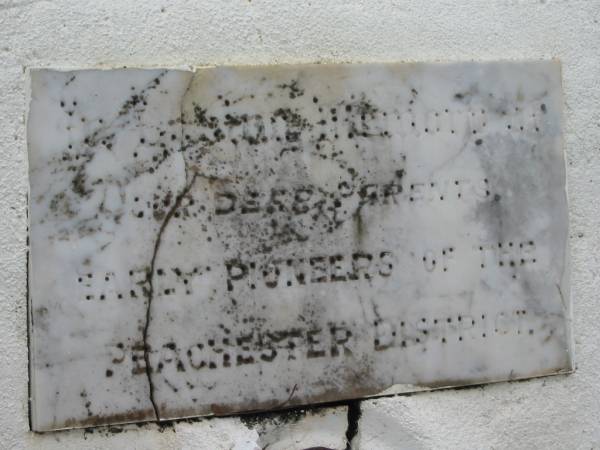 OUR DEAR PARENTS,
EARLY PIONEERS OF THE
PEACHESTER DISTRICT.